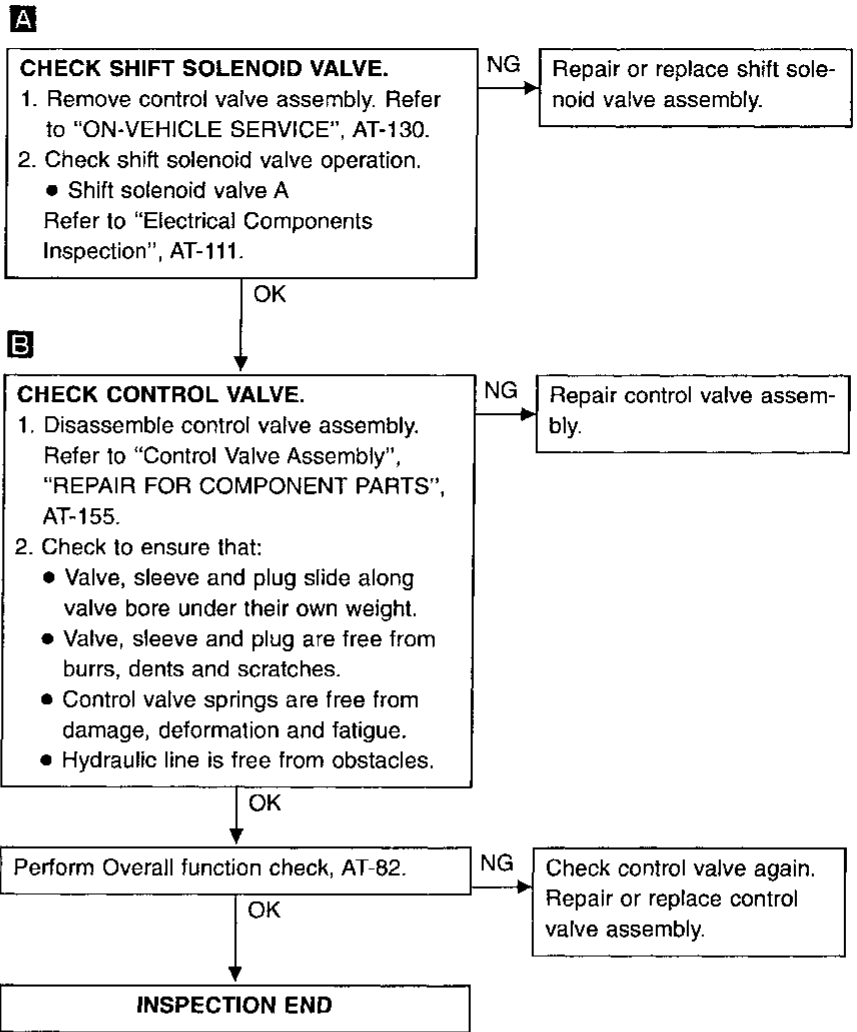 A
CHECK SHIFT SOLENOID VALVE.
1. Remove control valve assembly. Refer
to “ON-VEHICLE SERVICE”, AT-130.
2. Check shift solenoid valve operation.
● Shift solenoid valve A
Refer to “Electrical Components
Inspection”, AT-111.
NG
Repair or replace shift sole-
noid valve assembly.
OK
B
CHECK CONTROL VALVE.
1. Disassemble control valve assembly.
Refer to “Control Valve Assembly”,
“REPAIR FOR COMPONENT PARTS”,
AT-155.
2. Check to ensure that:
● Valve, sleeve and plug slide along
valve bore under their own weight.
● Valve, sleeve and plug are free from
burrs, dents and scratches.
● Control valve springs are free from
damage, deformation and fatigue.
● Hydraulic line is free from obstacles.
NG
Repair control valve assem-
bly.
OK
Perform Overall function check, AT-82.
NG
Check control valve again.
Repair or replace control
valve assembly.
OK
INSPECTION END